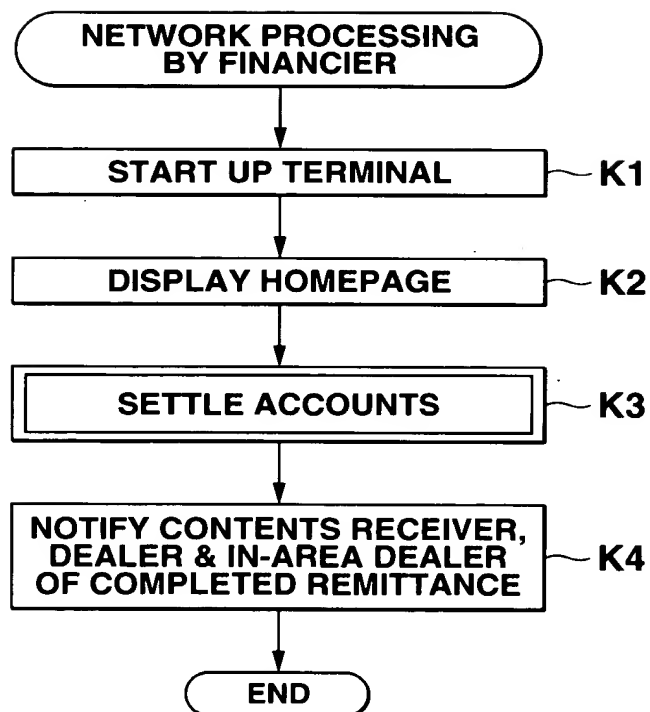 NETWORK PROCESSING
BY FINANCIER
START UP TERMINAL
K1
DISPLAY HOMEPAGE
K2
SETTLE ACCOUNTS
K3
NOTIFY CONTENTS RECEIVER,
DEALER & IN-AREA DEALER
OF COMPLETED REMITTANCE
K4
END